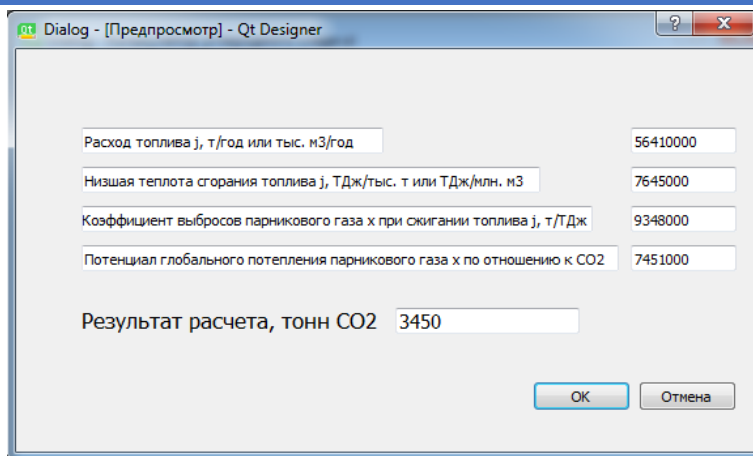 Dialog - [Предпросмотр] - Qt Designer
Расход топлива j, т/год или тыс. м3/год 56410000
Низшая теплота сгорания топлива j, ТДж/тыс. т или ТДж/млн. м3 7645000
Коэффициент выбросов парникового газа x при сжигании топлива j, т/ТДж 9348000
Потенциал глобального потепления парникового газа x по отношению к CO2 7451000
Результат расчета, тонн CO2 3450
OK Отмена